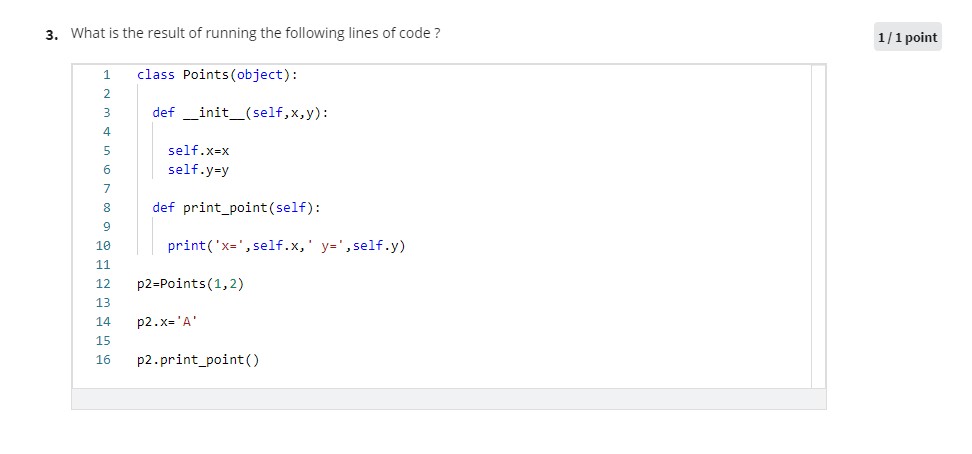 3. What is the result of running the following lines of code ?
1 / 1 point
1 class Points(object):
2
3 def __init__(self,x,y):
4
5 self.x=x
6 self.y=y
7
8 def print_point(self):
9
10 print('x=',self.x,' y=',self.y)
11
12 p2=Points(1,2)
13
14 p2.x='A'
15
16 p2.print_point()